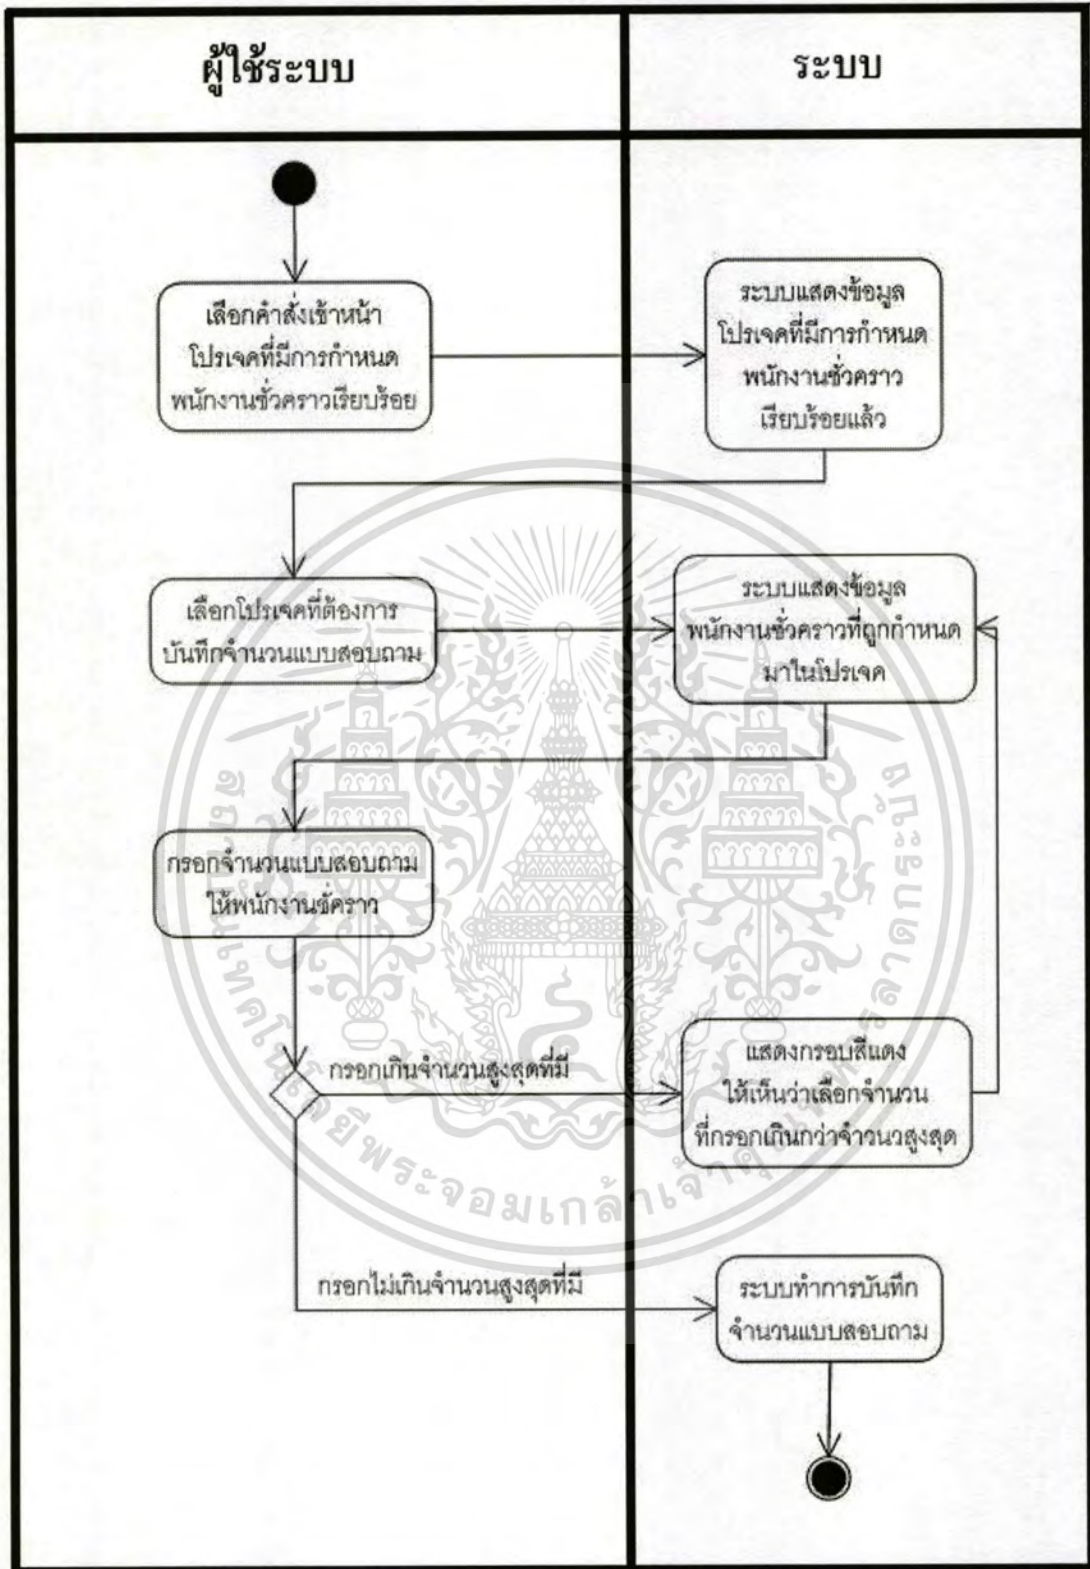 ผู้ใช้ระบบ
ระบบ
เลือกคำสั่งเข้าหน้า
โปรเจคที่มีการกำหนด
พนักงานชั่วคราวเรียบร้อย
ระบบแสดงข้อมูล
โปรเจคที่มีการกำหนด
พนักงานชั่วคราว
เรียบร้อยแล้ว
เลือกโปรเจคที่ต้องการ
บันทึกจำนวนแบบสอบถาม
ระบบแสดงข้อมูล
พนักงานชั่วคราวที่ถูกกำหนด
มาในโปรเจค
กรอกจำนวนแบบสอบถาม
ให้พนักงานชั่คราว
กรอกเกินจำนวนสูงสุดที่มี
แสดงกรอบสีแดง
ให้เห็นว่าเลือกจำนวน
ที่กรอกเกินกว่าจำวนวสูงสุด
กรอกไม่เกินจำนวนสูงสุดที่มี
ระบบทำการบันทึก
จำนวนแบบสอบถาม
พระจอมเกล้าเจ้าคุณ